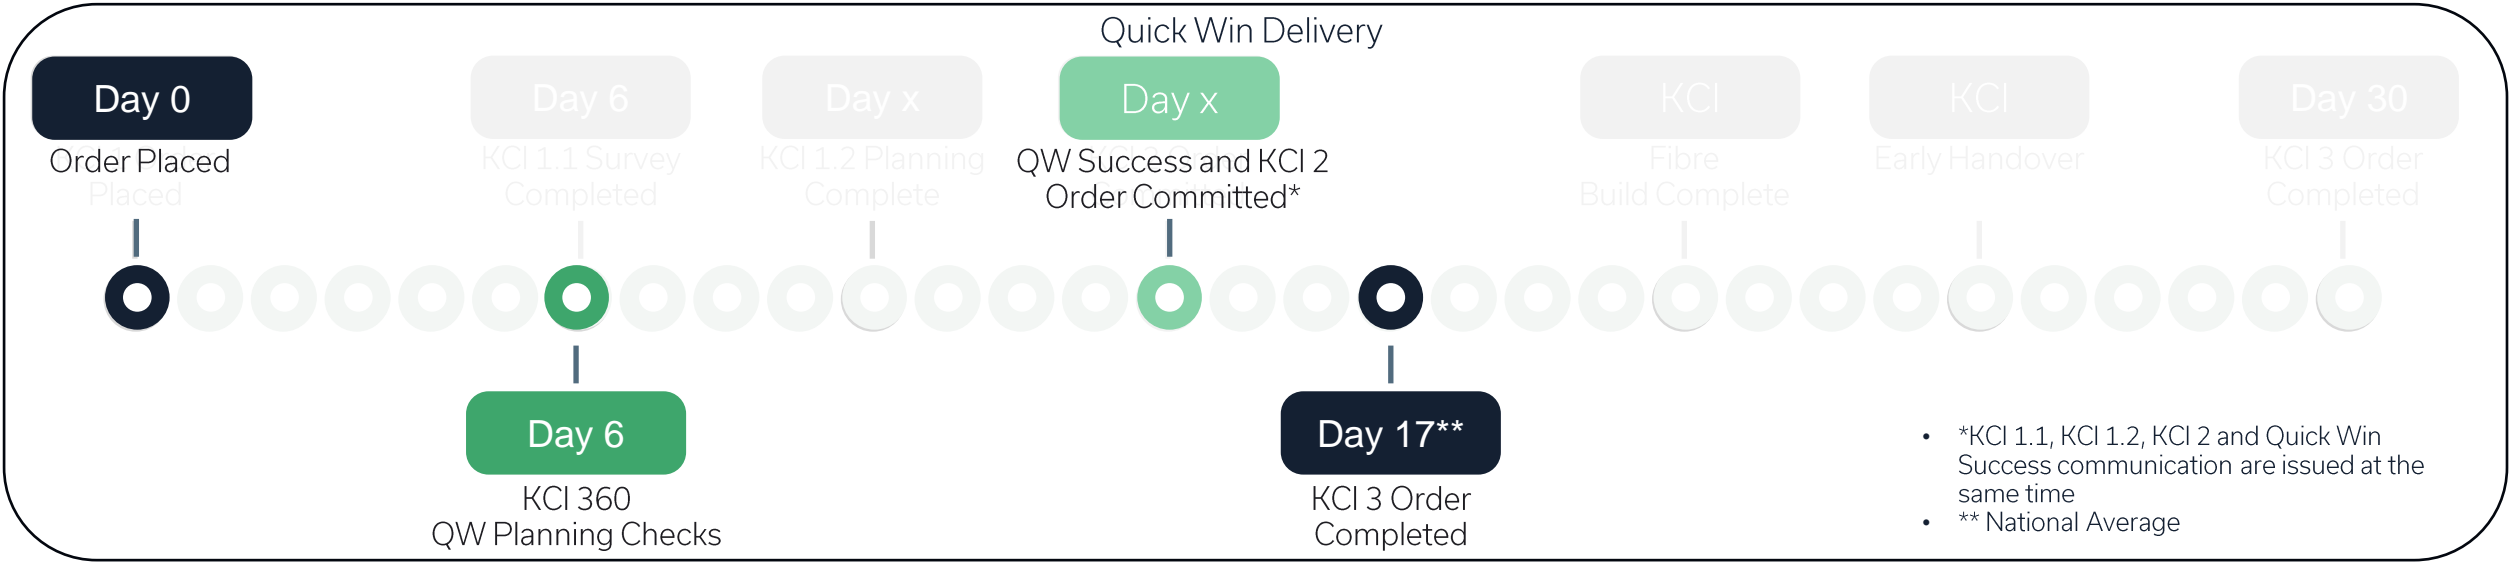 Quick Win Delivery
Day 0
Order Placed
Placed
Day 6
KCI 1.1 Survey
Completed
Day x
KCI 1.2 Planning
Complete
Day x
QW Success and KCI 2
Order Committed*
KCI
Fibre
Build Complete
KCI
Early Handover
Day 30
KCI 3 Order
Completed
Day 6
KCI 360
QW Planning Checks
Day 17**
KCI 3 Order
Completed
• *KCI 1.1, KCI 1.2, KCI 2 and Quick Win
Success communication are issued at the
same time
• ** National Average